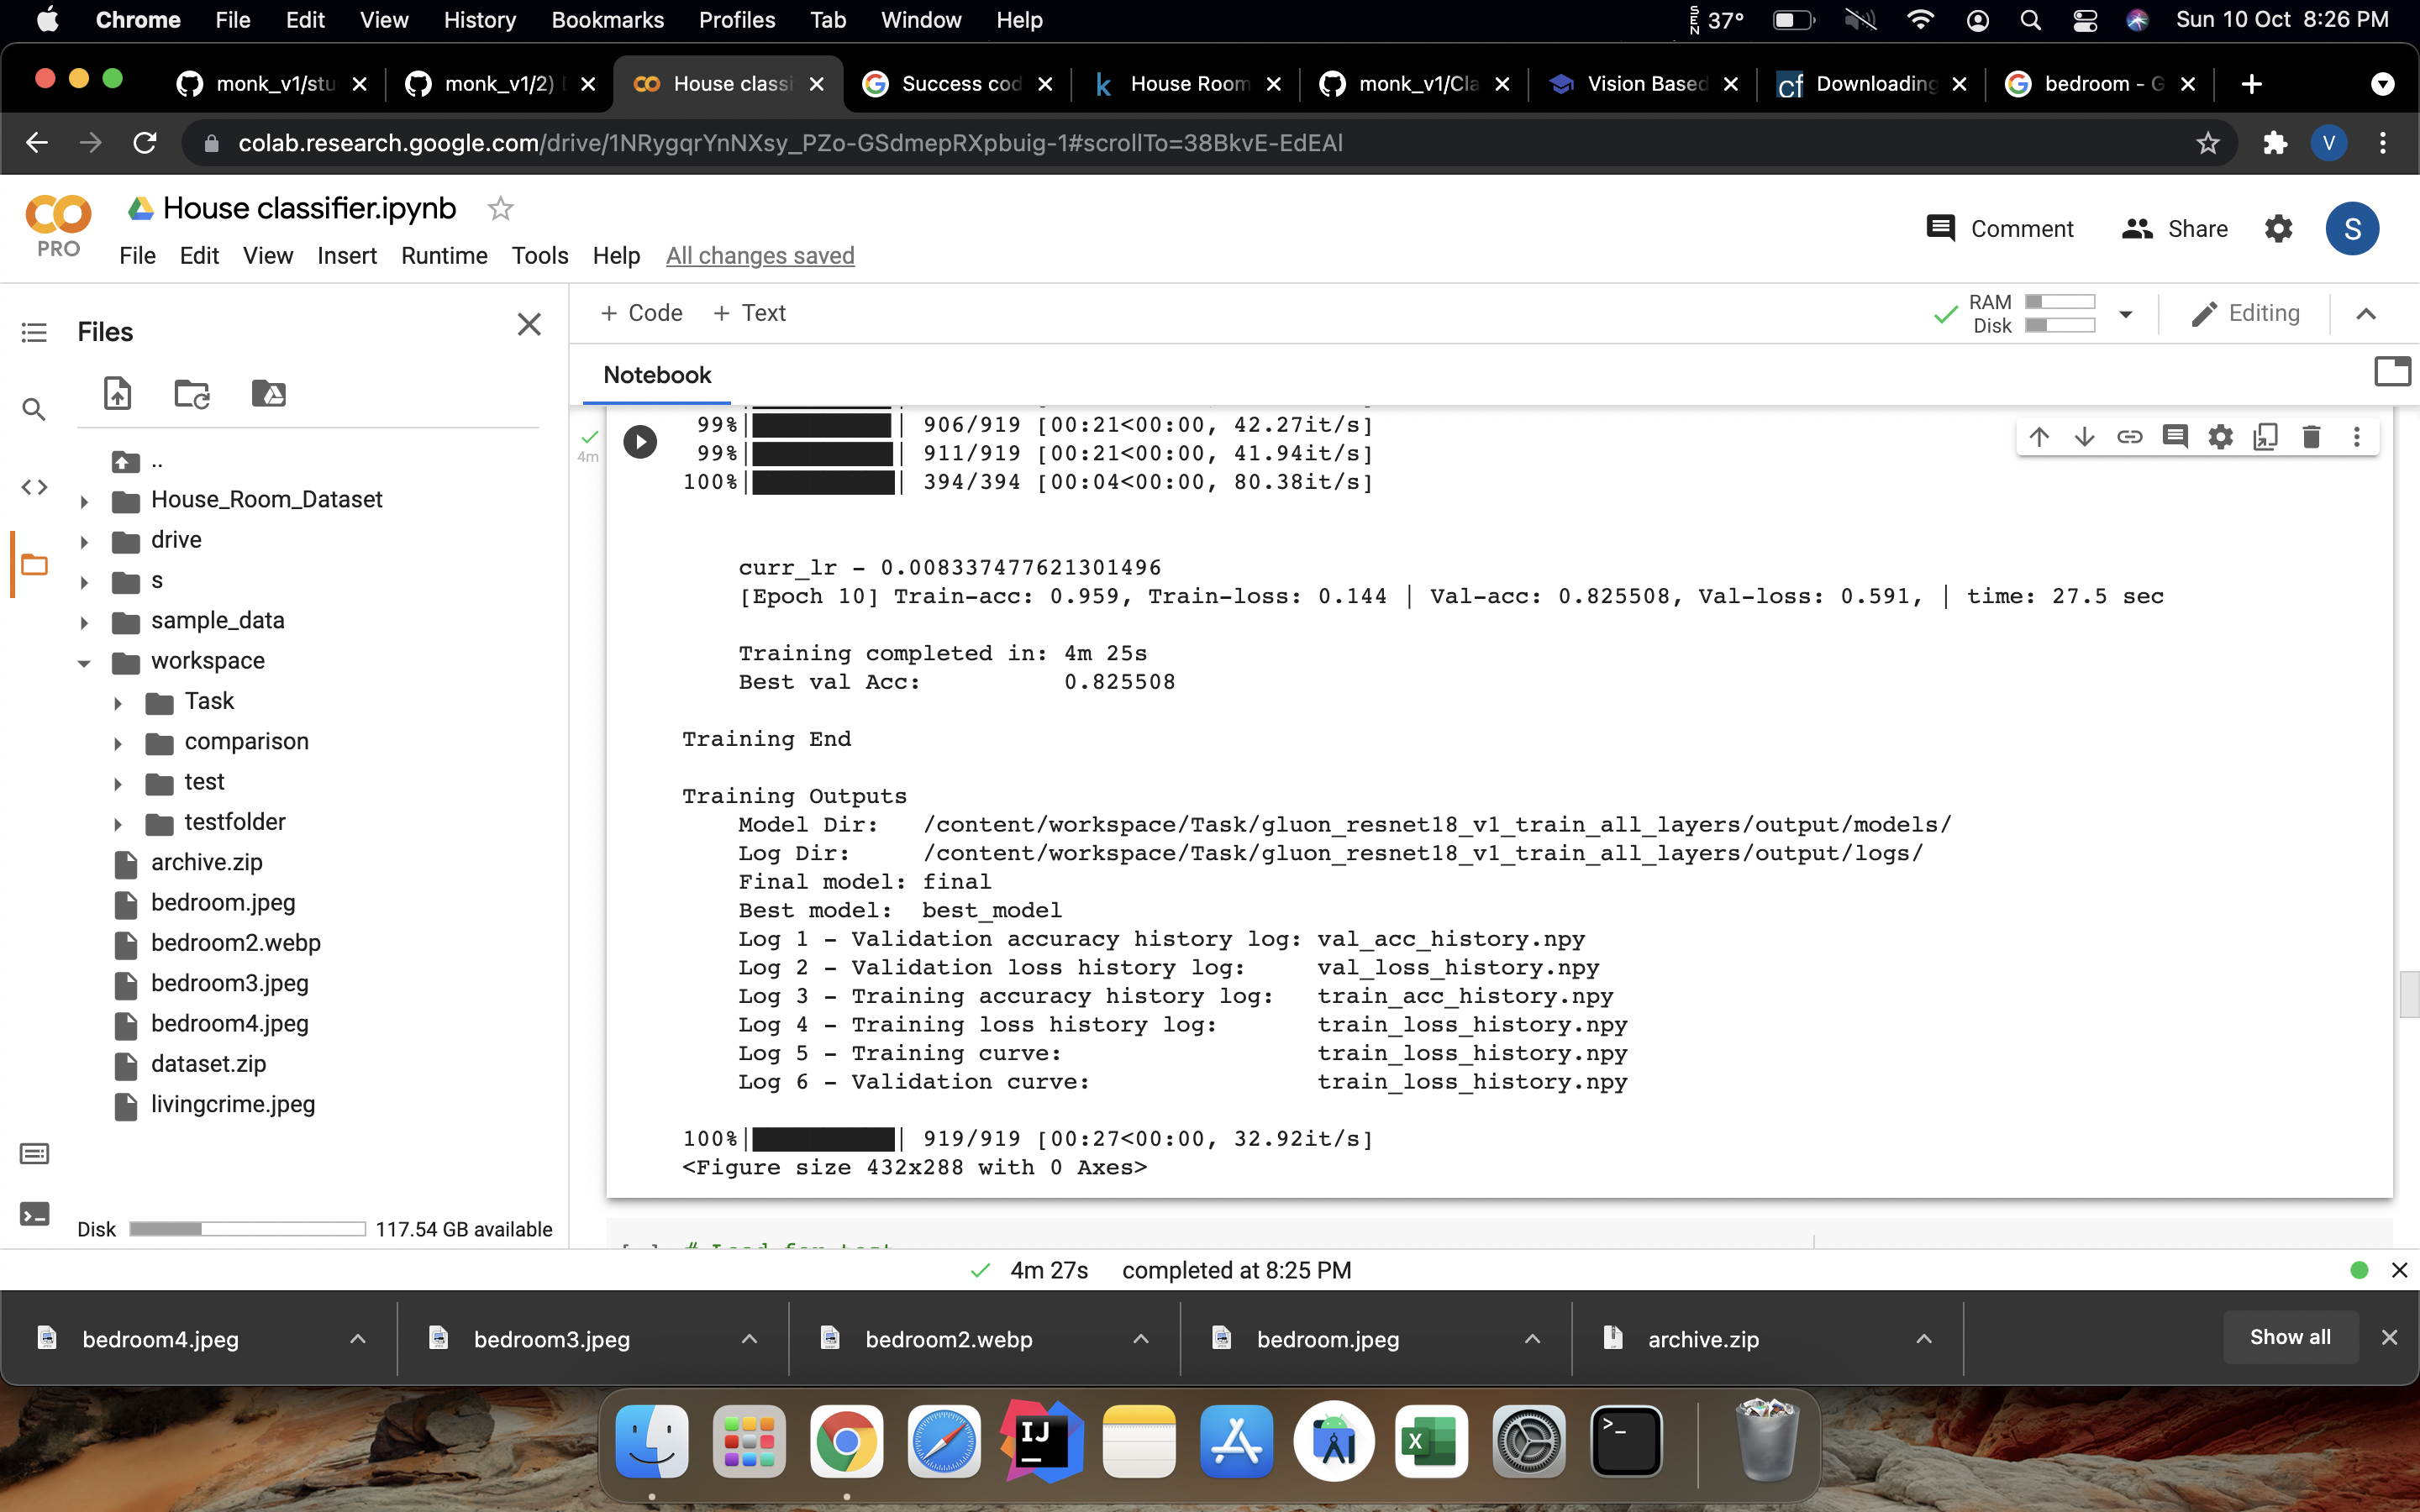 Chrome File Edit View History Bookmarks Profiles Tab Window Help SEN 37° Sun 10 Oct 8:26 PM
monk_v1/stu monk_v1/2) House classi Success cod House Room monk_v1/Cla Vision Based cf Downloading bedroom - G
colab.research.google.com/drive/1NRygqrYnNXsy_PZo-GSdmepRXpbuig-1#scrollTo=38BkvE-EdEAl V
House classifier.ipynb
PRO
File Edit View Insert Runtime Tools Help All changes saved
Comment Share S
Files
+ Code + Text
RAM
Disk
Editing
Notebook
..
House_Room_Dataset
drive
s
sample_data
workspace
Task
comparison
test
testfolder
archive.zip
bedroom.jpeg
bedroom2.webp
bedroom3.jpeg
bedroom4.jpeg
dataset.zip
livingcrime.jpeg
Disk 117.54 GB available
4m
99%| | 906/919 [00:21<00:00, 42.27it/s]
99%| | 911/919 [00:21<00:00, 41.94it/s]
100%| | 394/394 [00:04<00:00, 80.38it/s]
curr_lr - 0.008337477621301496
[Epoch 10] Train-acc: 0.959, Train-loss: 0.144 | Val-acc: 0.825508, Val-loss: 0.591, | time: 27.5 sec
Training completed in: 4m 25s
Best val Acc: 0.825508
Training End
Training Outputs
Model Dir: /content/workspace/Task/gluon_resnet18_v1_train_all_layers/output/models/
Log Dir: /content/workspace/Task/gluon_resnet18_v1_train_all_layers/output/logs/
Final model: final
Best model: best_model
Log 1 - Validation accuracy history log: val_acc_history.npy
Log 2 - Validation loss history log: val_loss_history.npy
Log 3 - Training accuracy history log: train_acc_history.npy
Log 4 - Training loss history log: train_loss_history.npy
Log 5 - Training curve: train_loss_history.npy
Log 6 - Validation curve: train_loss_history.npy
100%| | 919/919 [00:27<00:00, 32.92it/s]
<Figure size 432x288 with 0 Axes>
4m 27s completed at 8:25 PM
bedroom4.jpeg bedroom3.jpeg bedroom2.webp bedroom.jpeg archive.zip Show all
IJ